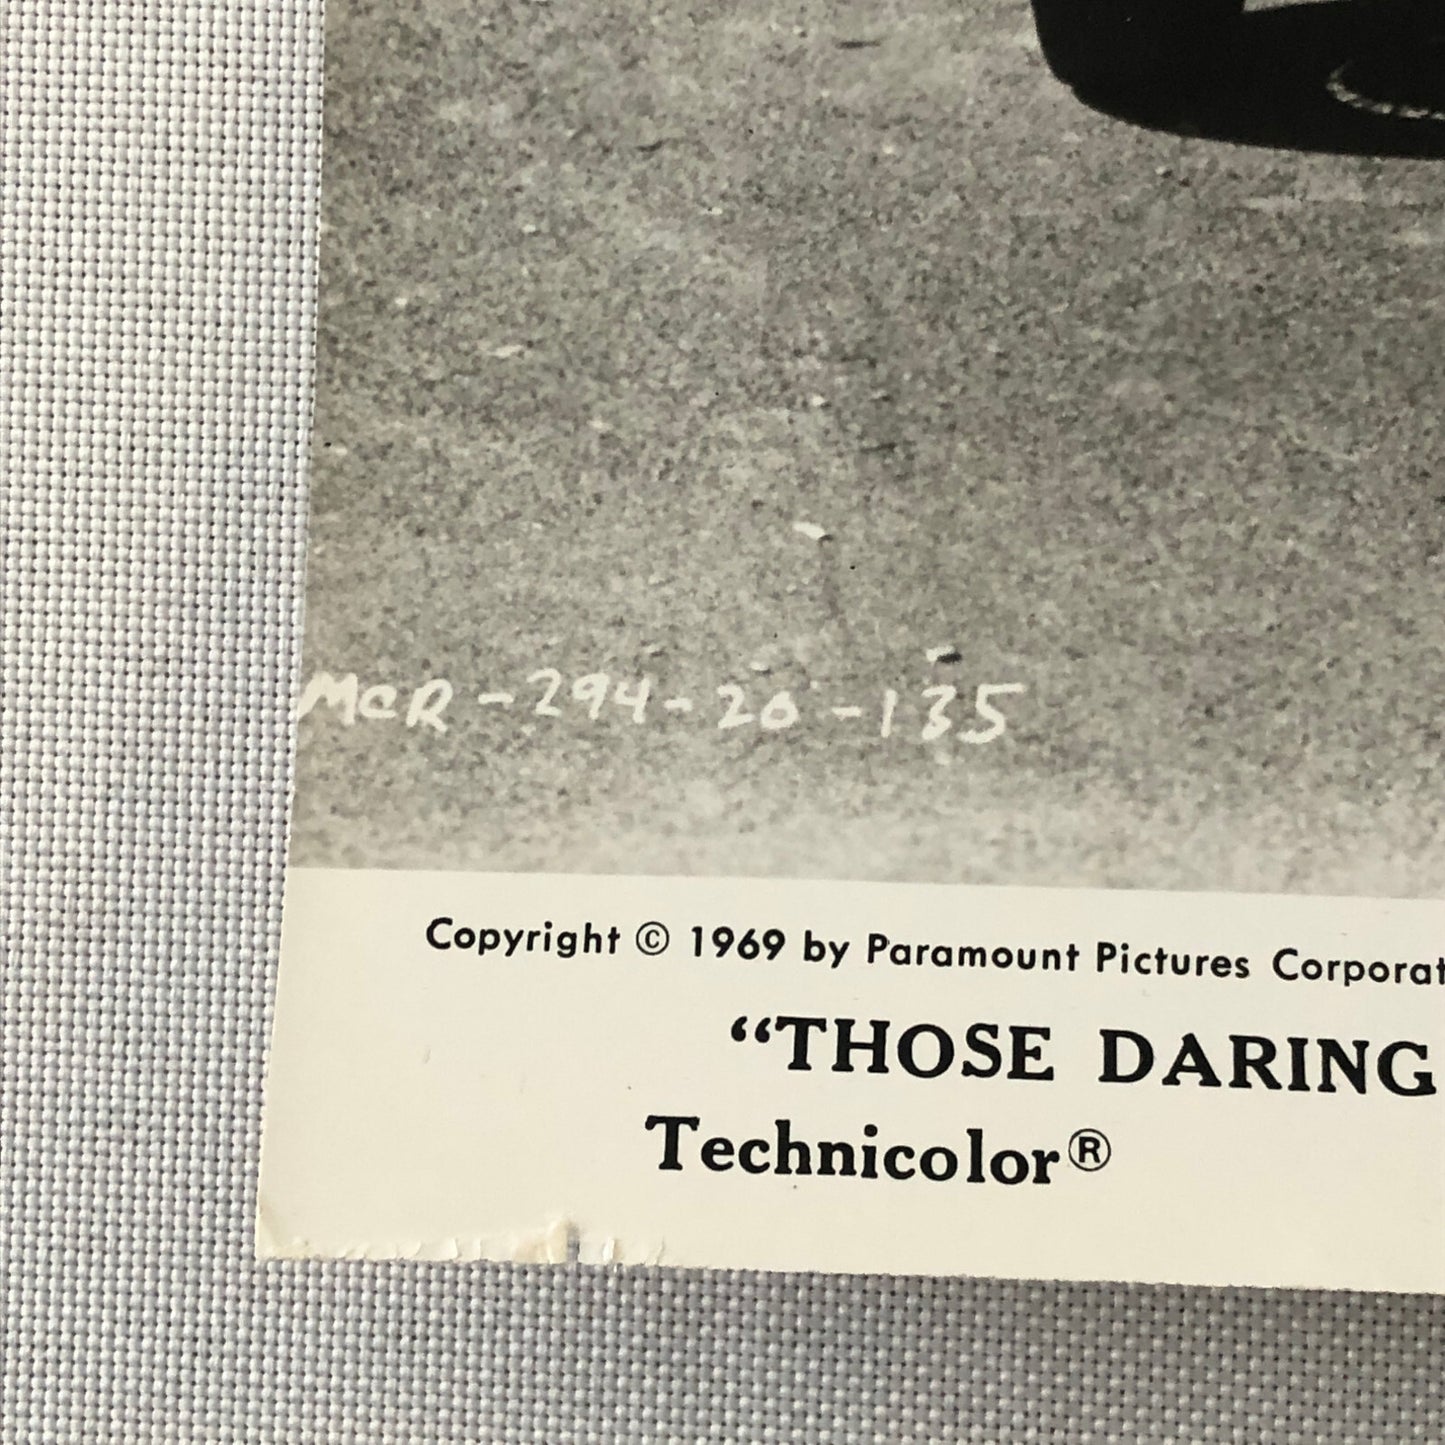 MCR-294-20-135
Copyright © 1969 by Paramount Pictures Corporat
"THOSE DARING
Technicolor®